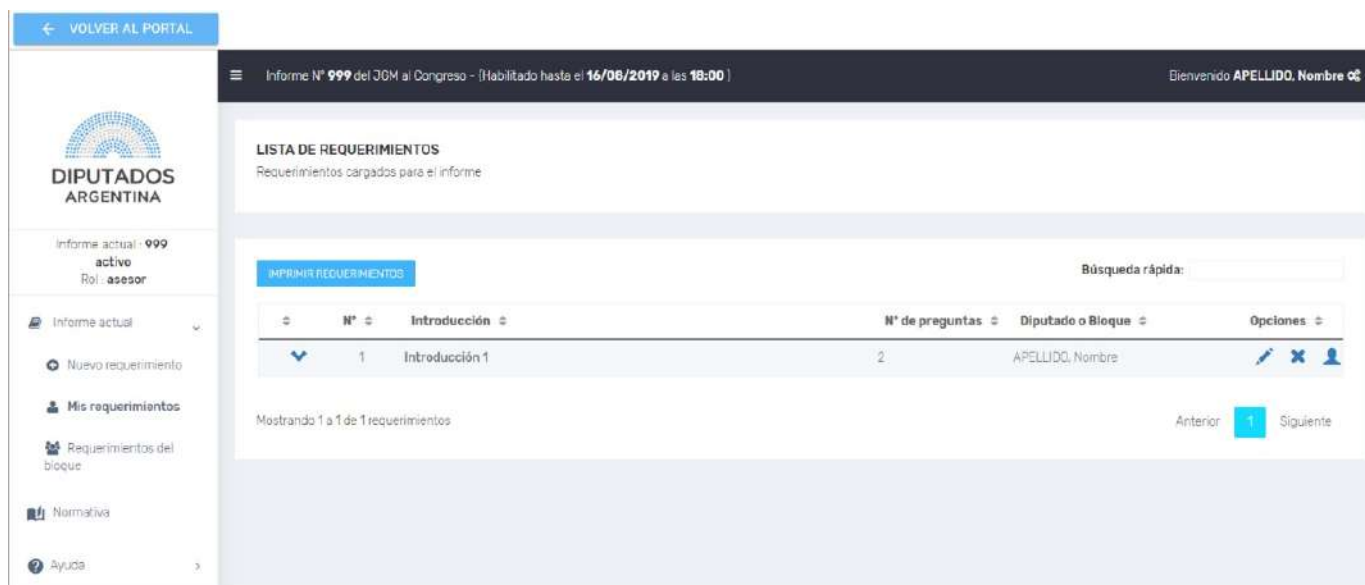 VOLVER AL PORTAL
Informe N° 999 del JGM al Congreso - (Habilitado hasta el 16/08/2019 a las 18:00 )
Bienvenido APELLIDO, Nombre
DIPUTADOS
ARGENTINA
Informe actual : 999
activo
Rol : asesor
Informe actual
Nuevo requerimiento
Mis requerimientos
Requerimientos del
bloque
Normativa
Ayuda
LISTA DE REQUERIMIENTOS
Requerimientos cargados para el informe
IMPRIMIR REQUERIMIENTOS
Búsqueda rápida:
N° Introducción N° de preguntas Diputado o Bloque Opciones
1 Introducción 1 2 APELLIDO, Nombre
Mostrando 1 a 1 de 1 requerimientos
Anterior 1 Siguiente